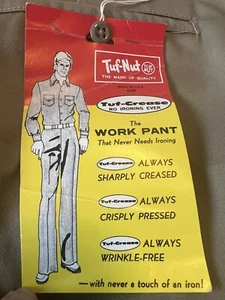 Tuf-Nut
THE MARK OF QUALITY
Tuf-Crease
NO IRONING EVER
The
WORK PANT
That Never Needs Ironing
Tuf-Crease ALWAYS
SHARPLY CREASED
Tuf-Crease ALWAYS
CRISPLY PRESSED
Tuf-Crease ALWAYS
WRINKLE-FREE
—with never a touch of an iron!